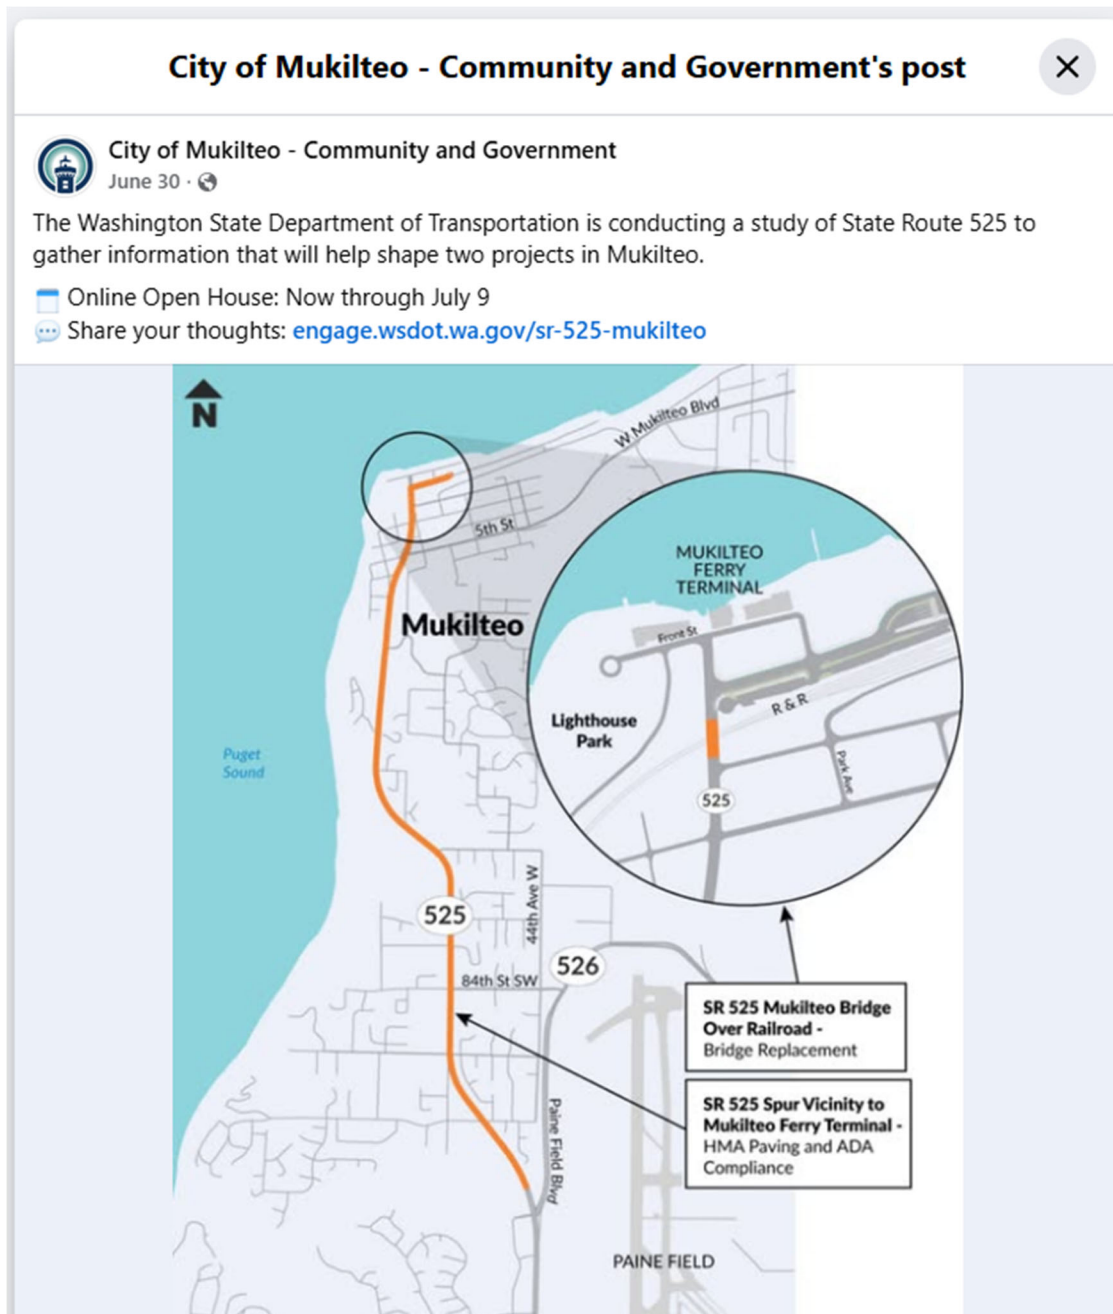 City of Mukilteo - Community and Government's post
City of Mukilteo - Community and Government
June 30 ·
The Washington State Department of Transportation is conducting a study of State Route 525 to
gather information that will help shape two projects in Mukilteo.
Online Open House: Now through July 9
Share your thoughts: engage.wsdot.wa.gov/sr-525-mukilteo
N
W Mukilteo Blvd
5th St
Mukilteo
MUKILTEO
FERRY
TERMINAL
Front St
R & R
Lighthouse
Park
Park Ave
525
Puget
Sound
44th Ave W
525
526
84th St SW
SR 525 Mukilteo Bridge
Over Railroad -
Bridge Replacement
SR 525 Spur Vicinity to
Mukilteo Ferry Terminal -
HMA Paving and ADA
Compliance
Paine Field Blvd
PAINE FIELD